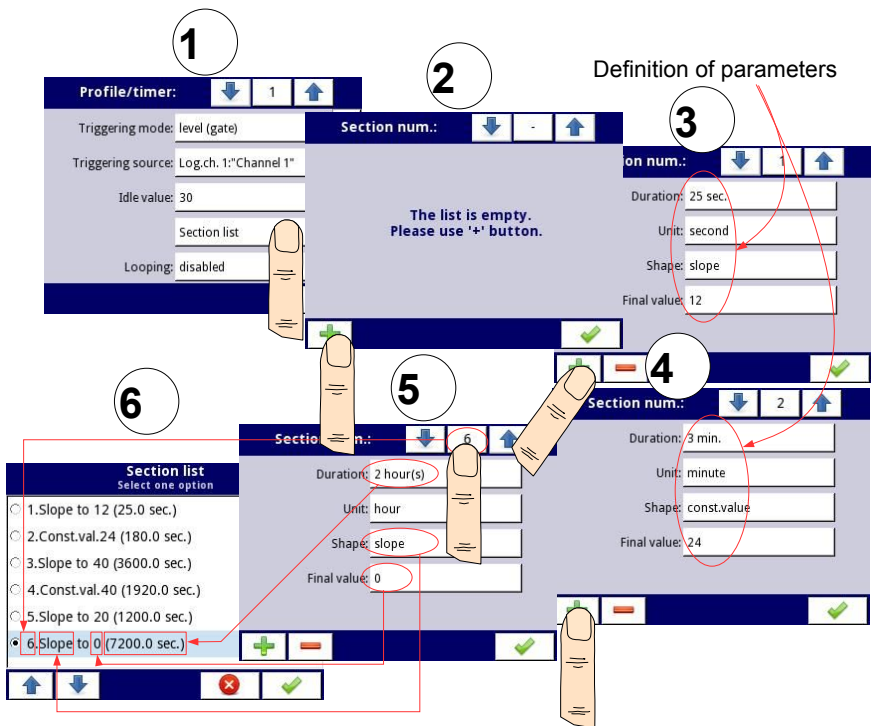 1
Profile/timer:
1
Triggering mode:
level (gate)
Triggering source:
Log.ch. 1:"Channel 1"
Idle value:
30
Section list
Looping:
disabled
2
Section num.:
-
The list is empty.
Please use '+' button.
Definition of parameters
3
ion num.:
1
Duration:
25 sec.
Unit:
second
Shape:
slope
Final value:
12
4
Section num.:
2
Duration:
3 min.
Unit:
minute
Shape:
const.value
Final value:
24
5
Section
.:
6
Duration:
2 hour(s)
Unit:
hour
Shape:
slope
Final value:
0
6
Section list
Select one option
1.Slope to 12 (25.0 sec.)
2.Const.val.24 (180.0 sec.)
3.Slope to 40 (3600.0 sec.)
4.Const.val.40 (1920.0 sec.)
5.Slope to 20 (1200.0 sec.)
6.Slope to 0 (7200.0 sec.)